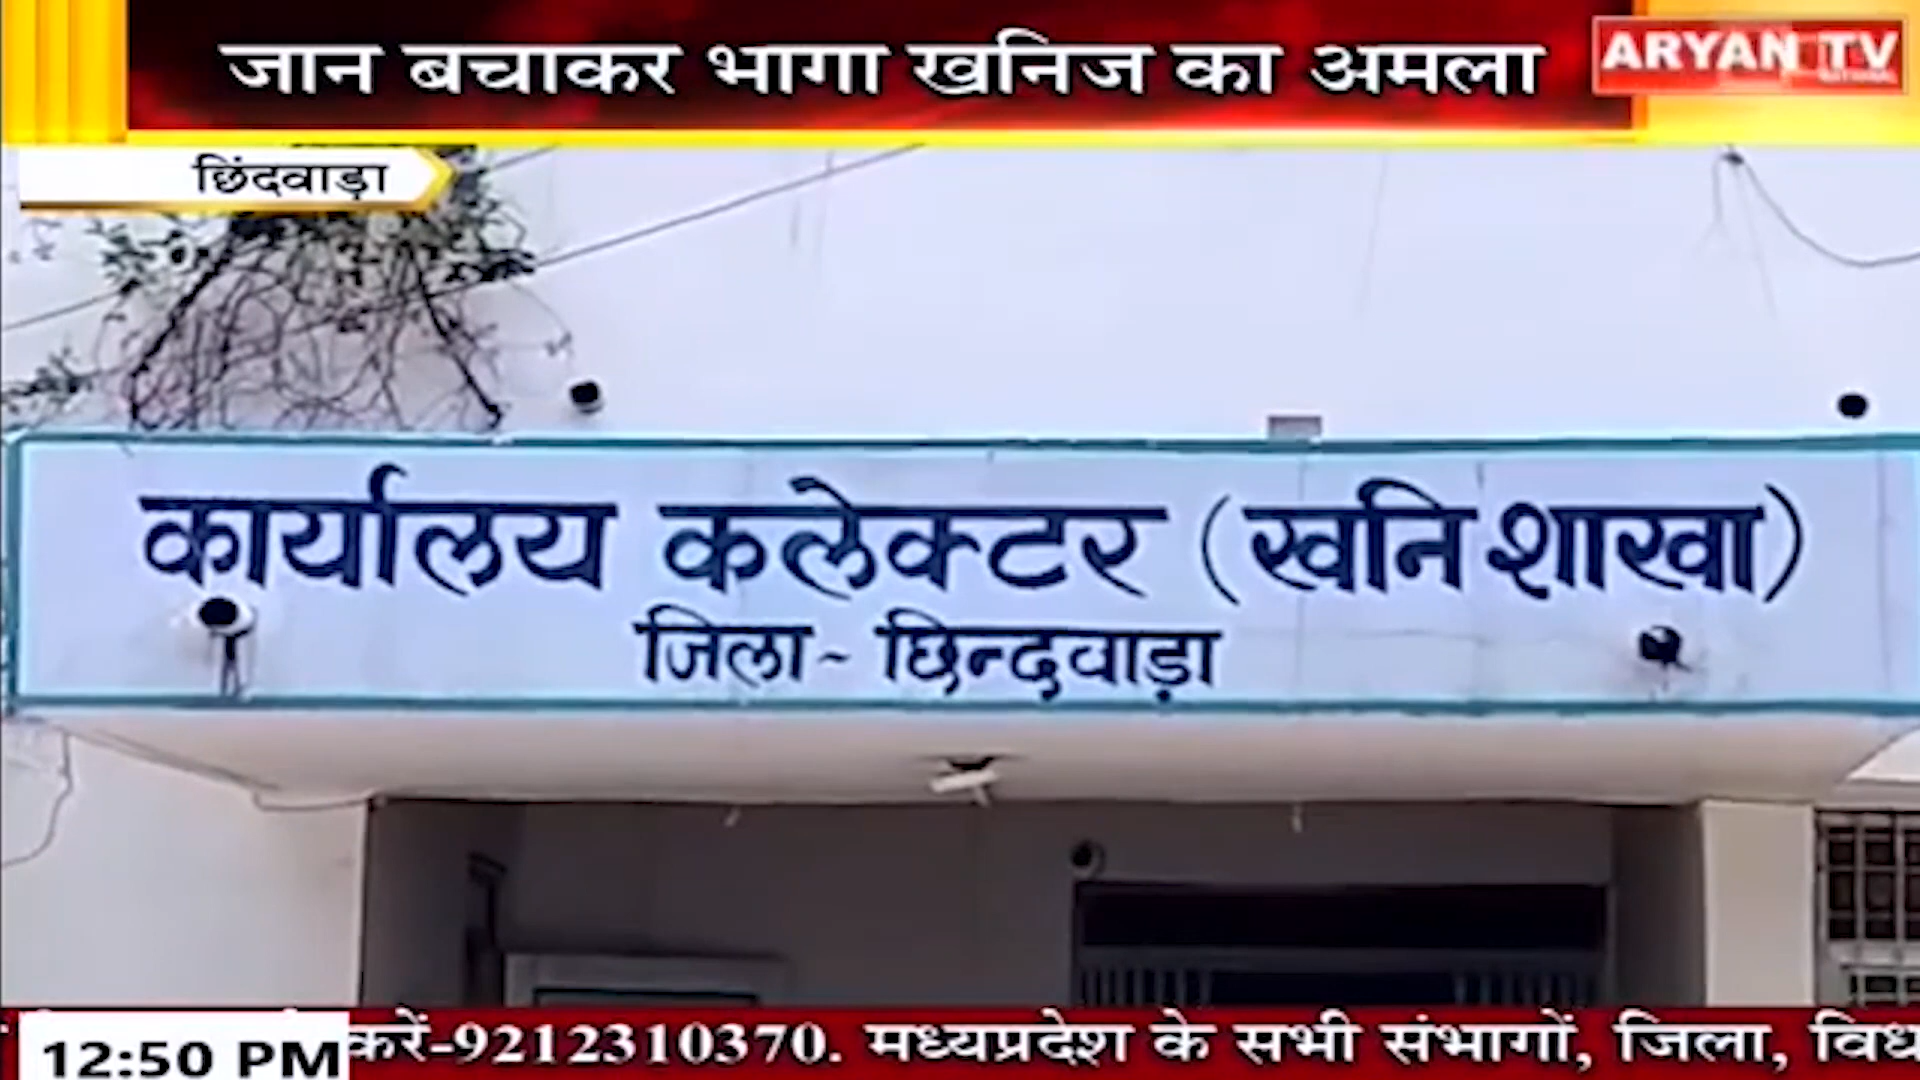 जान बचाकर भागा खनिज का अमला
ARYAN TV
छिंदवाड़ा
कार्यालय कलेक्टर (खनि शाखा)
जिला- छिन्दवाड़ा
12:50 PM
करें-9212310370. मध्यप्रदेश के सभी संभागों, जिला,